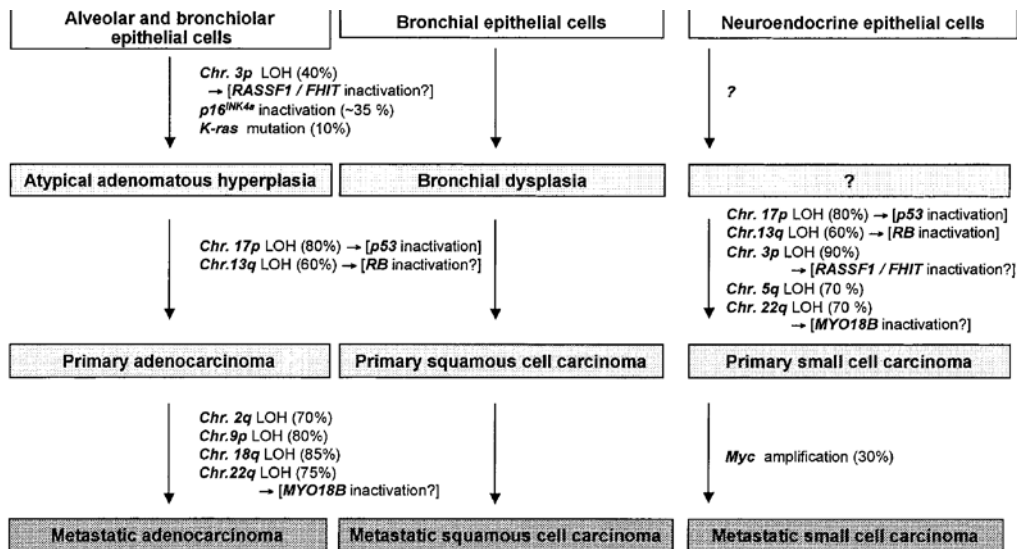 Alveolar and bronchiolar
epithelial cells
Bronchial epithelial cells
Neuroendocrine epithelial cells
Chr. 3p LOH (40%)
→ [RASSF1 / FHIT inactivation?]
p16INK4a inactivation (~35 %)
K-ras mutation (10%)
?
Atypical adenomatous hyperplasia
Bronchial dysplasia
?
Chr. 17p LOH (80%) → [p53 inactivation]
Chr.13q LOH (60%) → [RB inactivation?]
Chr. 17p LOH (80%) → [p53 inactivation]
Chr.13q LOH (60%) → [RB inactivation]
Chr. 3p LOH (90%)
→ [RASSF1 / FHIT inactivation?]
Chr. 5q LOH (70 %)
Chr. 22q LOH (70 %)
→ [MYO18B inactivation?]
Primary adenocarcinoma
Primary squamous cell carcinoma
Primary small cell carcinoma
Chr. 2q LOH (70%)
Chr.9p LOH (80%)
Chr. 18q LOH (85%)
Chr.22q LOH (75%)
→ [MYO18B inactivation?]
Myc amplification (30%)
Metastatic adenocarcinoma
Metastatic squamous cell carcinoma
Metastatic small cell carcinoma